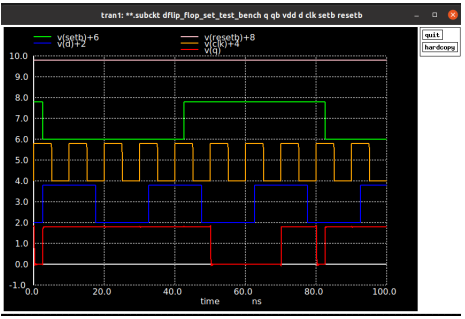 tran1: **.subckt dflip_flop_set_test_bench q qb vdd d clk setb resetb
quit
hardcopy
v(setb)+6 v(resetb)+8
v(d)+2 v(clk)+4
v(q)
10.0
9.0
8.0
7.0
6.0
5.0
4.0
3.0
2.0
1.0
0.0
-1.0
0.0 20.0 40.0 60.0 80.0 100.0
time ns